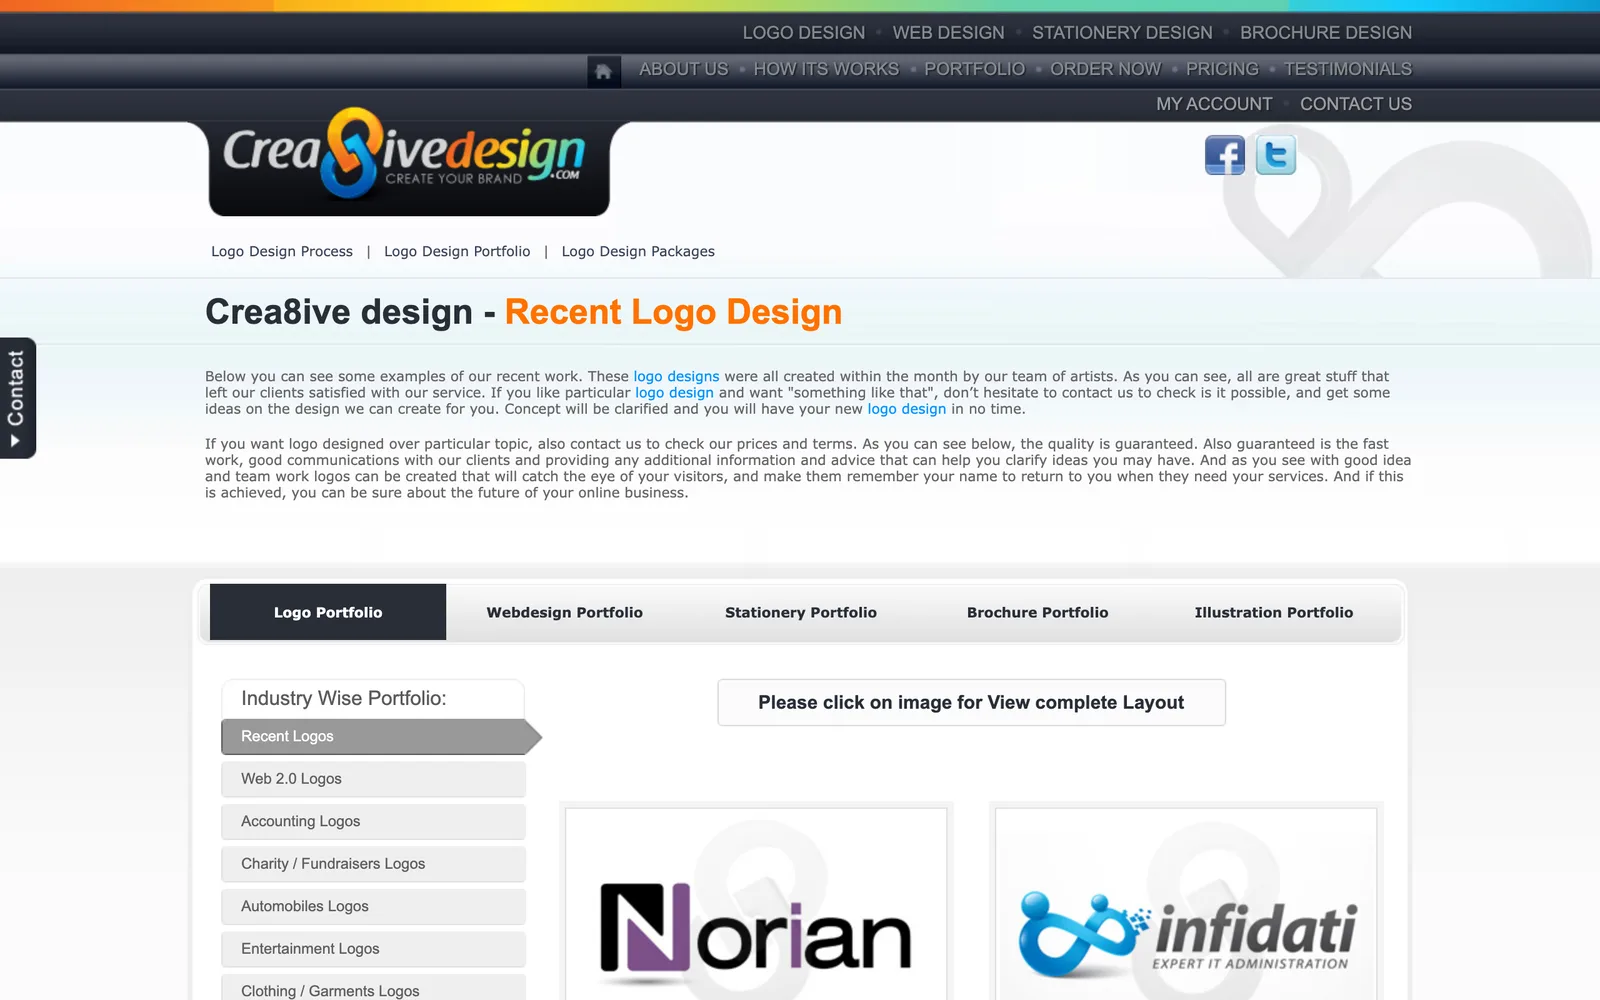 LOGO DESIGN • WEB DESIGN • STATIONERY DESIGN • BROCHURE DESIGN
ABOUT US • HOW ITS WORKS • PORTFOLIO • ORDER NOW • PRICING • TESTIMONIALS
MY ACCOUNT • CONTACT US
Crea8ivedesign.COM
CREATE YOUR BRAND
Logo Design Process | Logo Design Portfolio | Logo Design Packages
Crea8ive design - Recent Logo Design
Contact
Below you can see some examples of our recent work. These logo designs were all created within the month by our team of artists. As you can see, all are great stuff that
left our clients satisfied with our service. If you like particular logo design and want "something like that", don’t hesitate to contact us to check is it possible, and get some
ideas on the design we can create for you. Concept will be clarified and you will have your new logo design in no time.
If you want logo designed over particular topic, also contact us to check our prices and terms. As you can see below, the quality is guaranteed. Also guaranteed is the fast
work, good communications with our clients and providing any additional information and advice that can help you clarify ideas you may have. And as you see with good idea
and team work logos can be created that will catch the eye of your visitors, and make them remember your name to return to you when they need your services. And if this
is achieved, you can be sure about the future of your online business.
Logo Portfolio Webdesign Portfolio Stationery Portfolio Brochure Portfolio Illustration Portfolio
Industry Wise Portfolio:
Recent Logos
Web 2.0 Logos
Accounting Logos
Charity / Fundraisers Logos
Automobiles Logos
Entertainment Logos
Clothing / Garments Logos
Please click on image for View complete Layout
Norian
infidati
EXPERT IT ADMINISTRATION